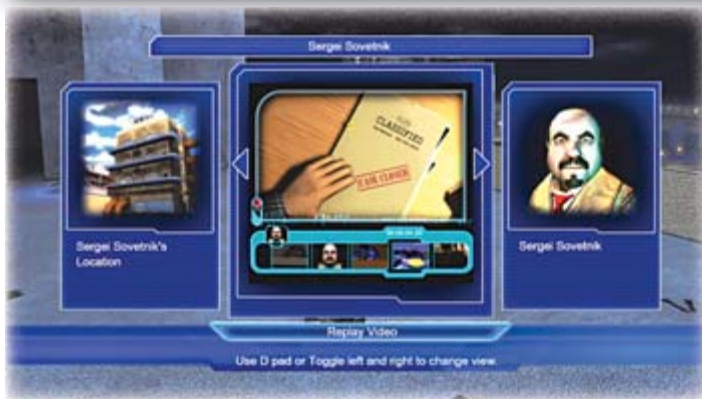 Sergei Sovetnik
CLASSIFIED
CASE CLOSED
Sergei Sovetnik's
Location
Sergei Sovetnik
Replay Video
Use D pad or Toggle left and right to change view.